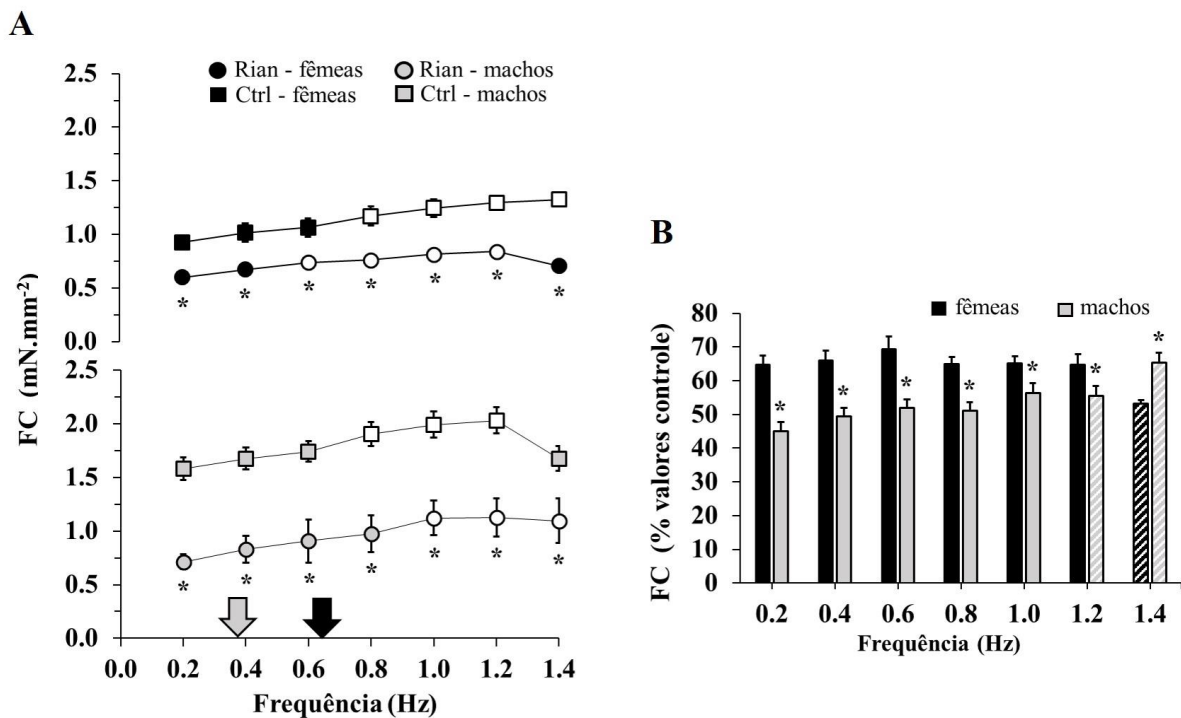 A
Rian - fêmeas
Rian - machos
Ctrl - fêmeas
Ctrl - machos
FC (mN.mm-2)
2.5
2.0
1.5
1.0
0.5
0.0
* * * * * * *
2.5
2.0
1.5
1.0
0.5
0.0
* * * * * * *
0.0 0.2 0.4 0.6 0.8 1.0 1.2 1.4
Frequência (Hz)
B
fêmeas
machos
FC (% valores controle)
80
70
60
50
40
30
20
10
0
* * * * * * *
0.2 0.4 0.6 0.8 1.0 1.2 1.4
Frequência (Hz)